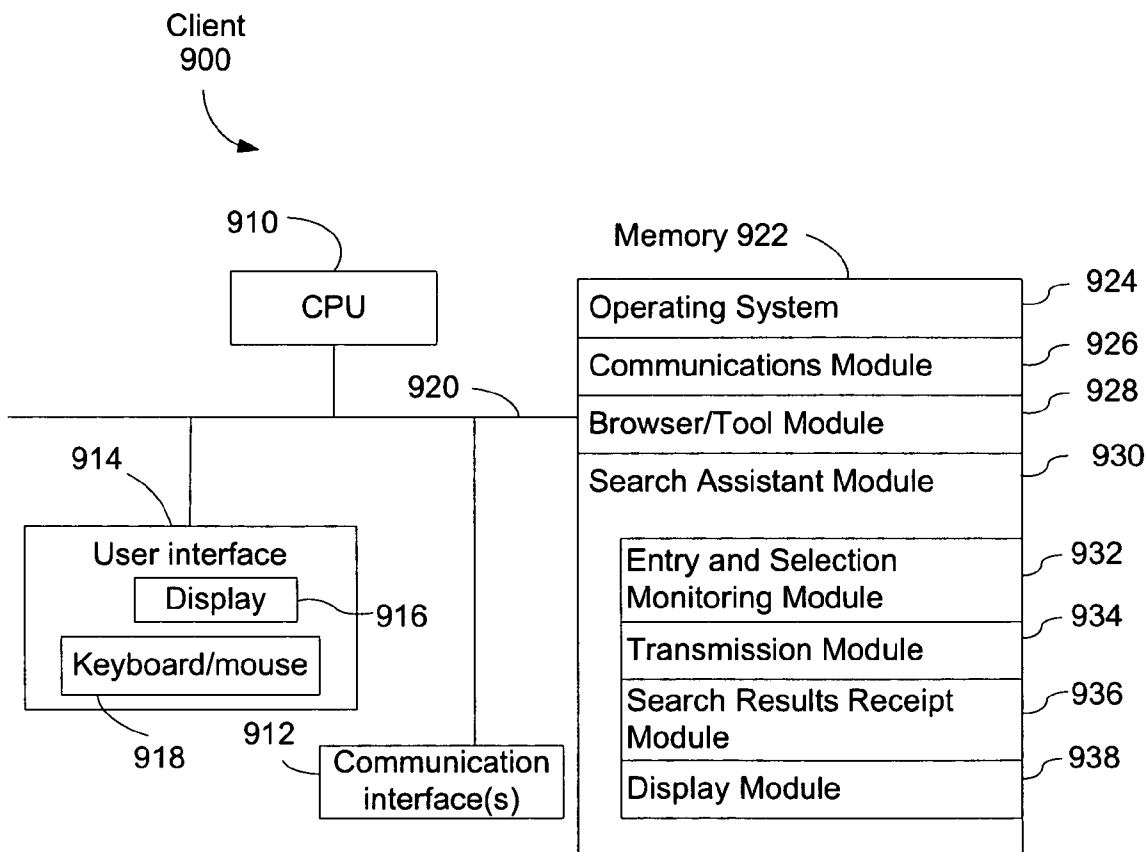 Client
900
910
CPU
920
914
User interface
Display
916
Keyboard/mouse
918
912
Communication
interface(s)
Memory 922
Operating System
924
Communications Module
926
Browser/Tool Module
928
Search Assistant Module
930
Entry and Selection
Monitoring Module
932
Transmission Module
934
Search Results Receipt
Module
936
Display Module
938